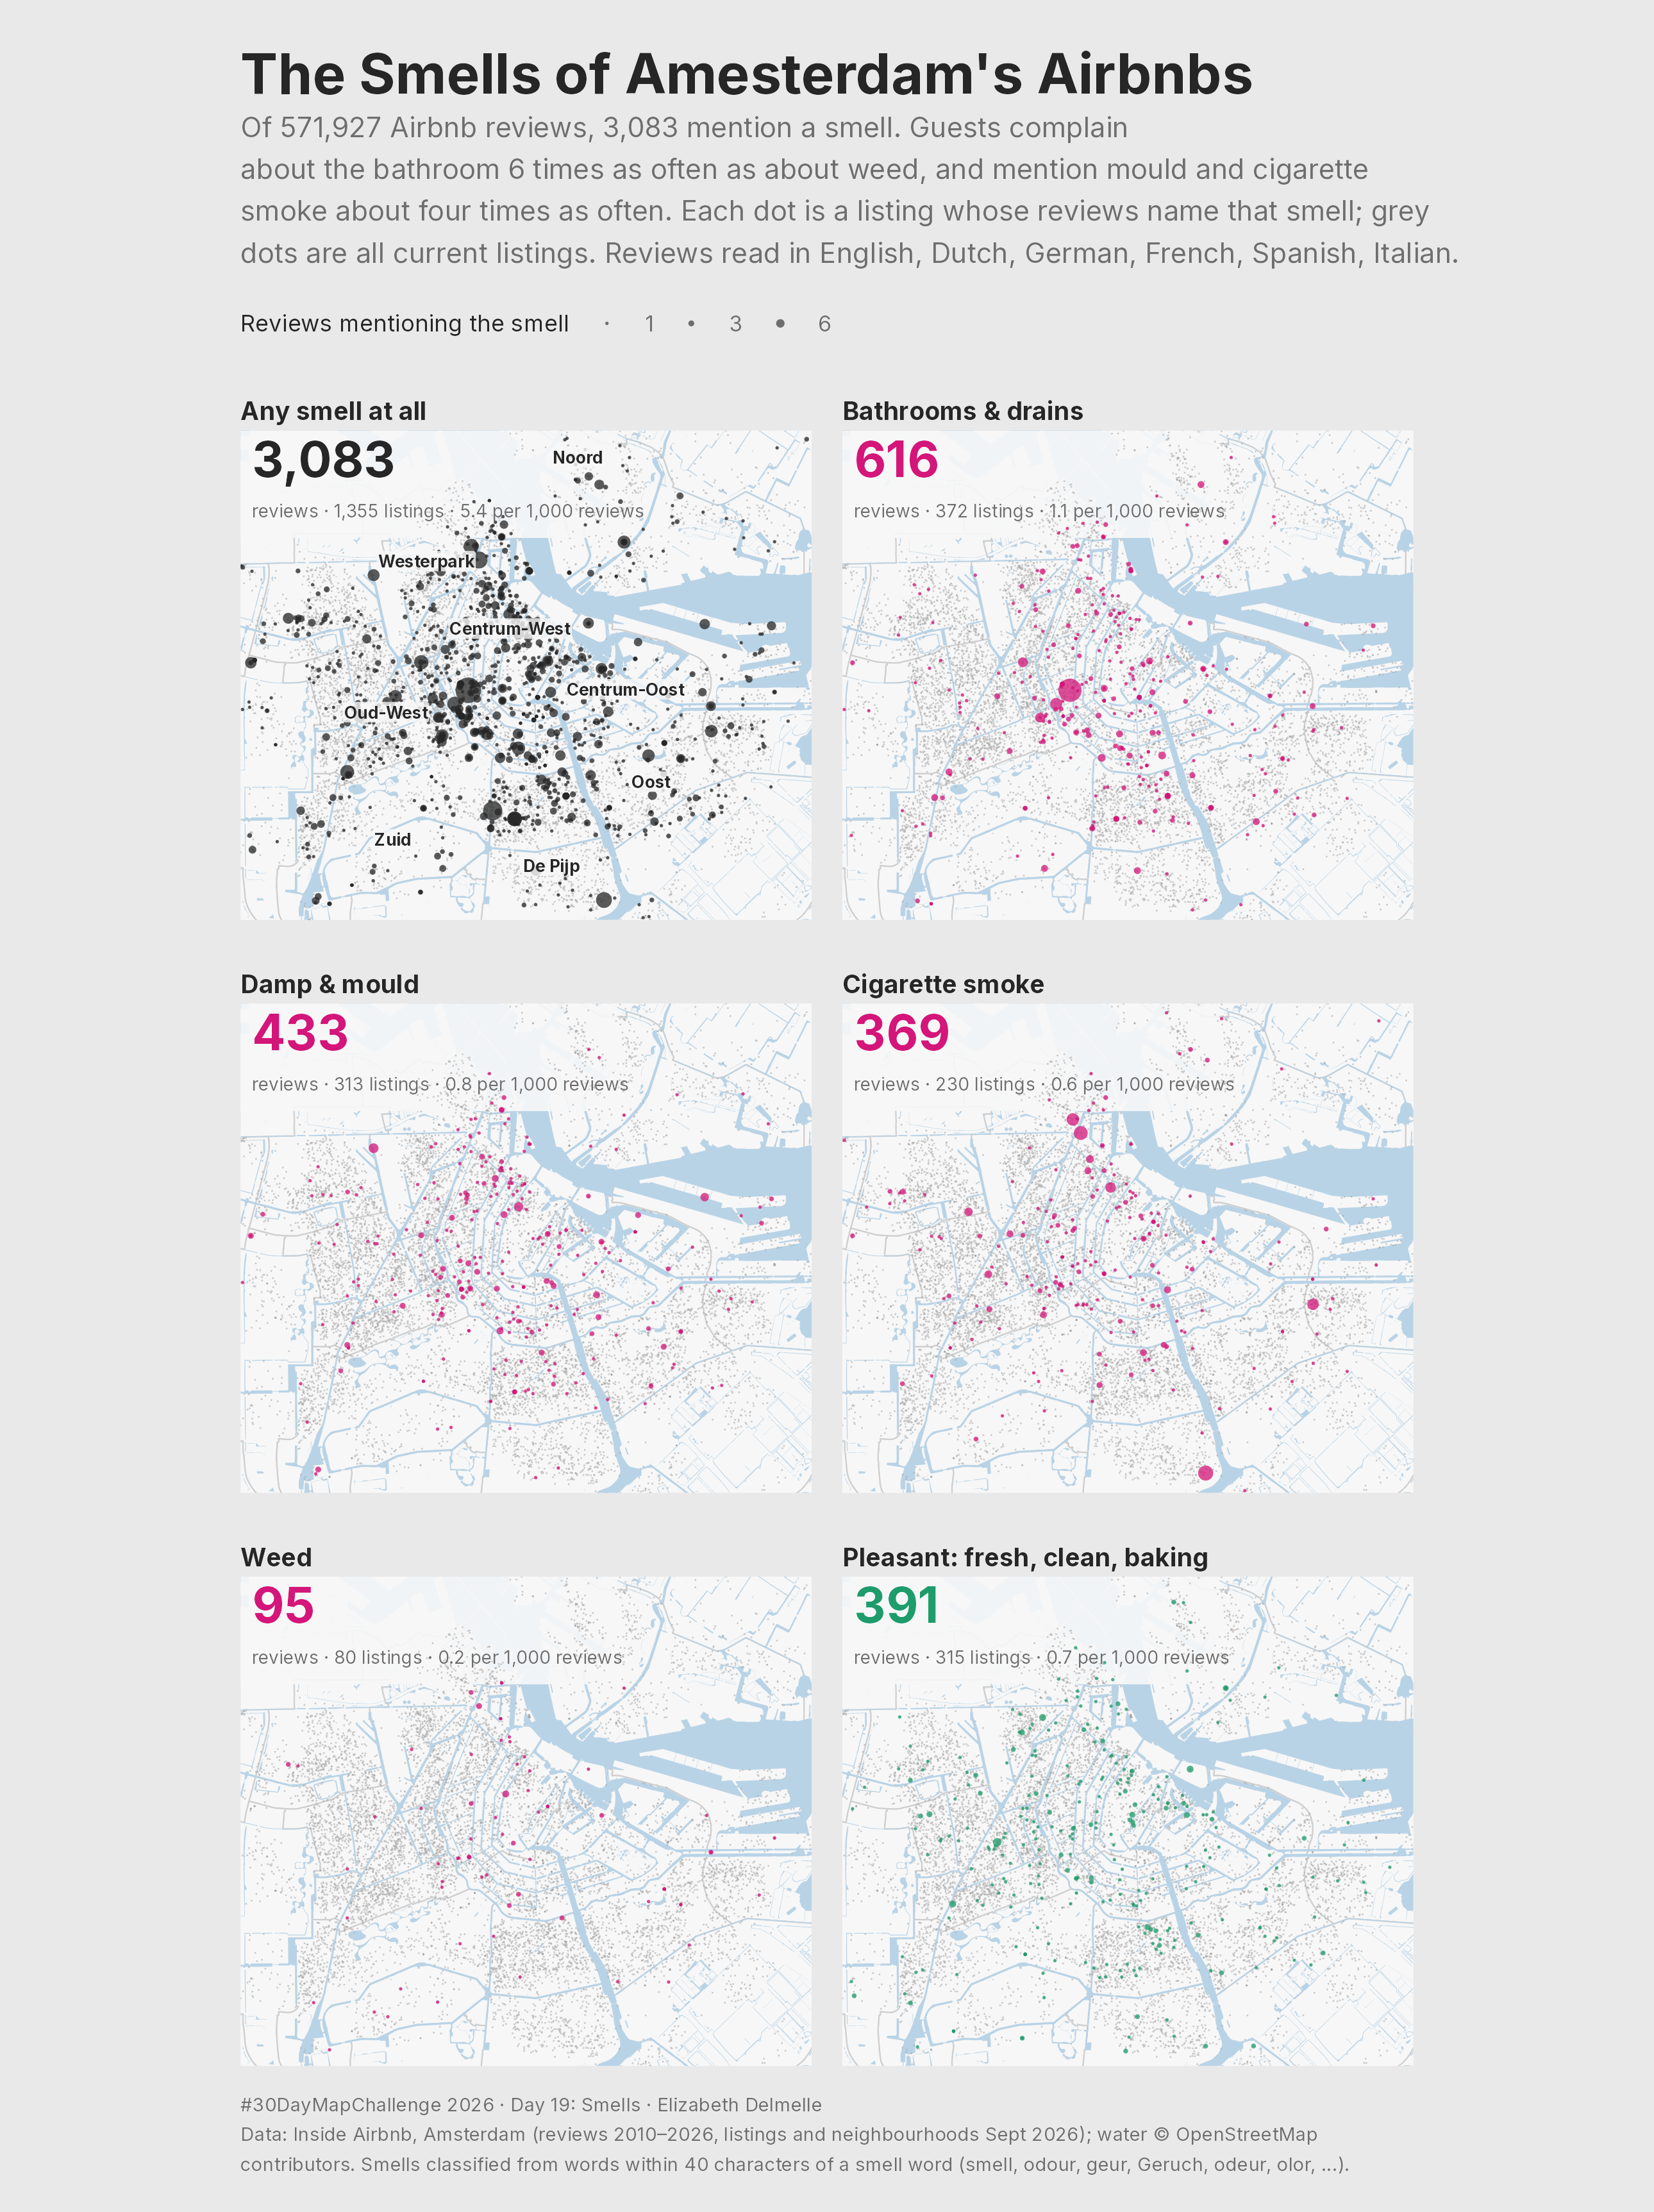 The Smells of Amesterdam's Airbnbs
Of 571,927 Airbnb reviews, 3,083 mention a smell. Guests complain
about the bathroom 6 times as often as about weed, and mention mould and cigarette
smoke about four times as often. Each dot is a listing whose reviews name that smell; grey
dots are all current listings. Reviews read in English, Dutch, German, French, Spanish, Italian.
Reviews mentioning the smell · 1 • 3 ● 6
Any smell at all
3,083
reviews · 1,355 listings · 5.4 per 1,000 reviews
Noord
Westerpark
Centrum-West
Centrum-Oost
Oud-West
Oost
Zuid
De Pijp
Bathrooms & drains
616
reviews · 372 listings · 1.1 per 1,000 reviews
Damp & mould
433
reviews · 313 listings · 0.8 per 1,000 reviews
Cigarette smoke
369
reviews · 230 listings · 0.6 per 1,000 reviews
Weed
95
reviews · 80 listings · 0.2 per 1,000 reviews
Pleasant: fresh, clean, baking
391
reviews · 315 listings · 0.7 per 1,000 reviews
#30DayMapChallenge 2026 · Day 19: Smells · Elizabeth Delmelle
Data: Inside Airbnb, Amsterdam (reviews 2010–2026, listings and neighbourhoods Sept 2026); water © OpenStreetMap
contributors. Smells classified from words within 40 characters of a smell word (smell, odour, geur, Geruch, odeur, olor, ...).